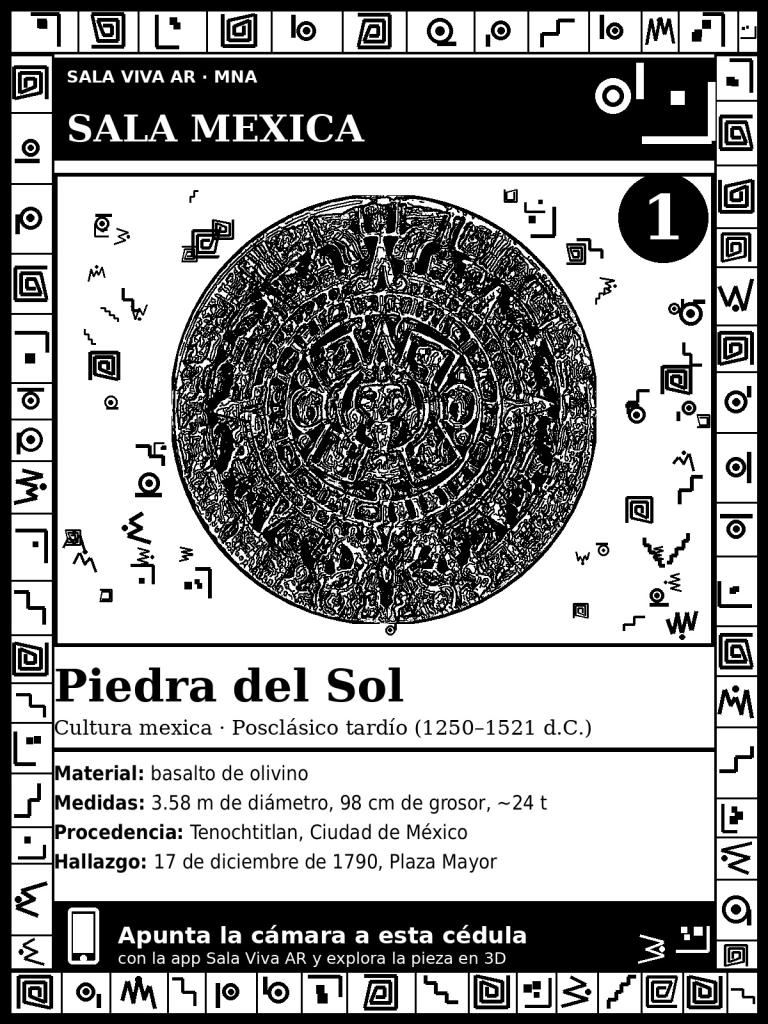 SALA VIVA AR · MNA
SALA MEXICA
1
Piedra del Sol
Cultura mexica · Posclásico tardío (1250–1521 d.C.)
Material: basalto de olivino
Medidas: 3.58 m de diámetro, 98 cm de grosor, ~24 t
Procedencia: Tenochtitlan, Ciudad de México
Hallazgo: 17 de diciembre de 1790, Plaza Mayor
Apunta la cámara a esta cédula
con la app Sala Viva AR y explora la pieza en 3D